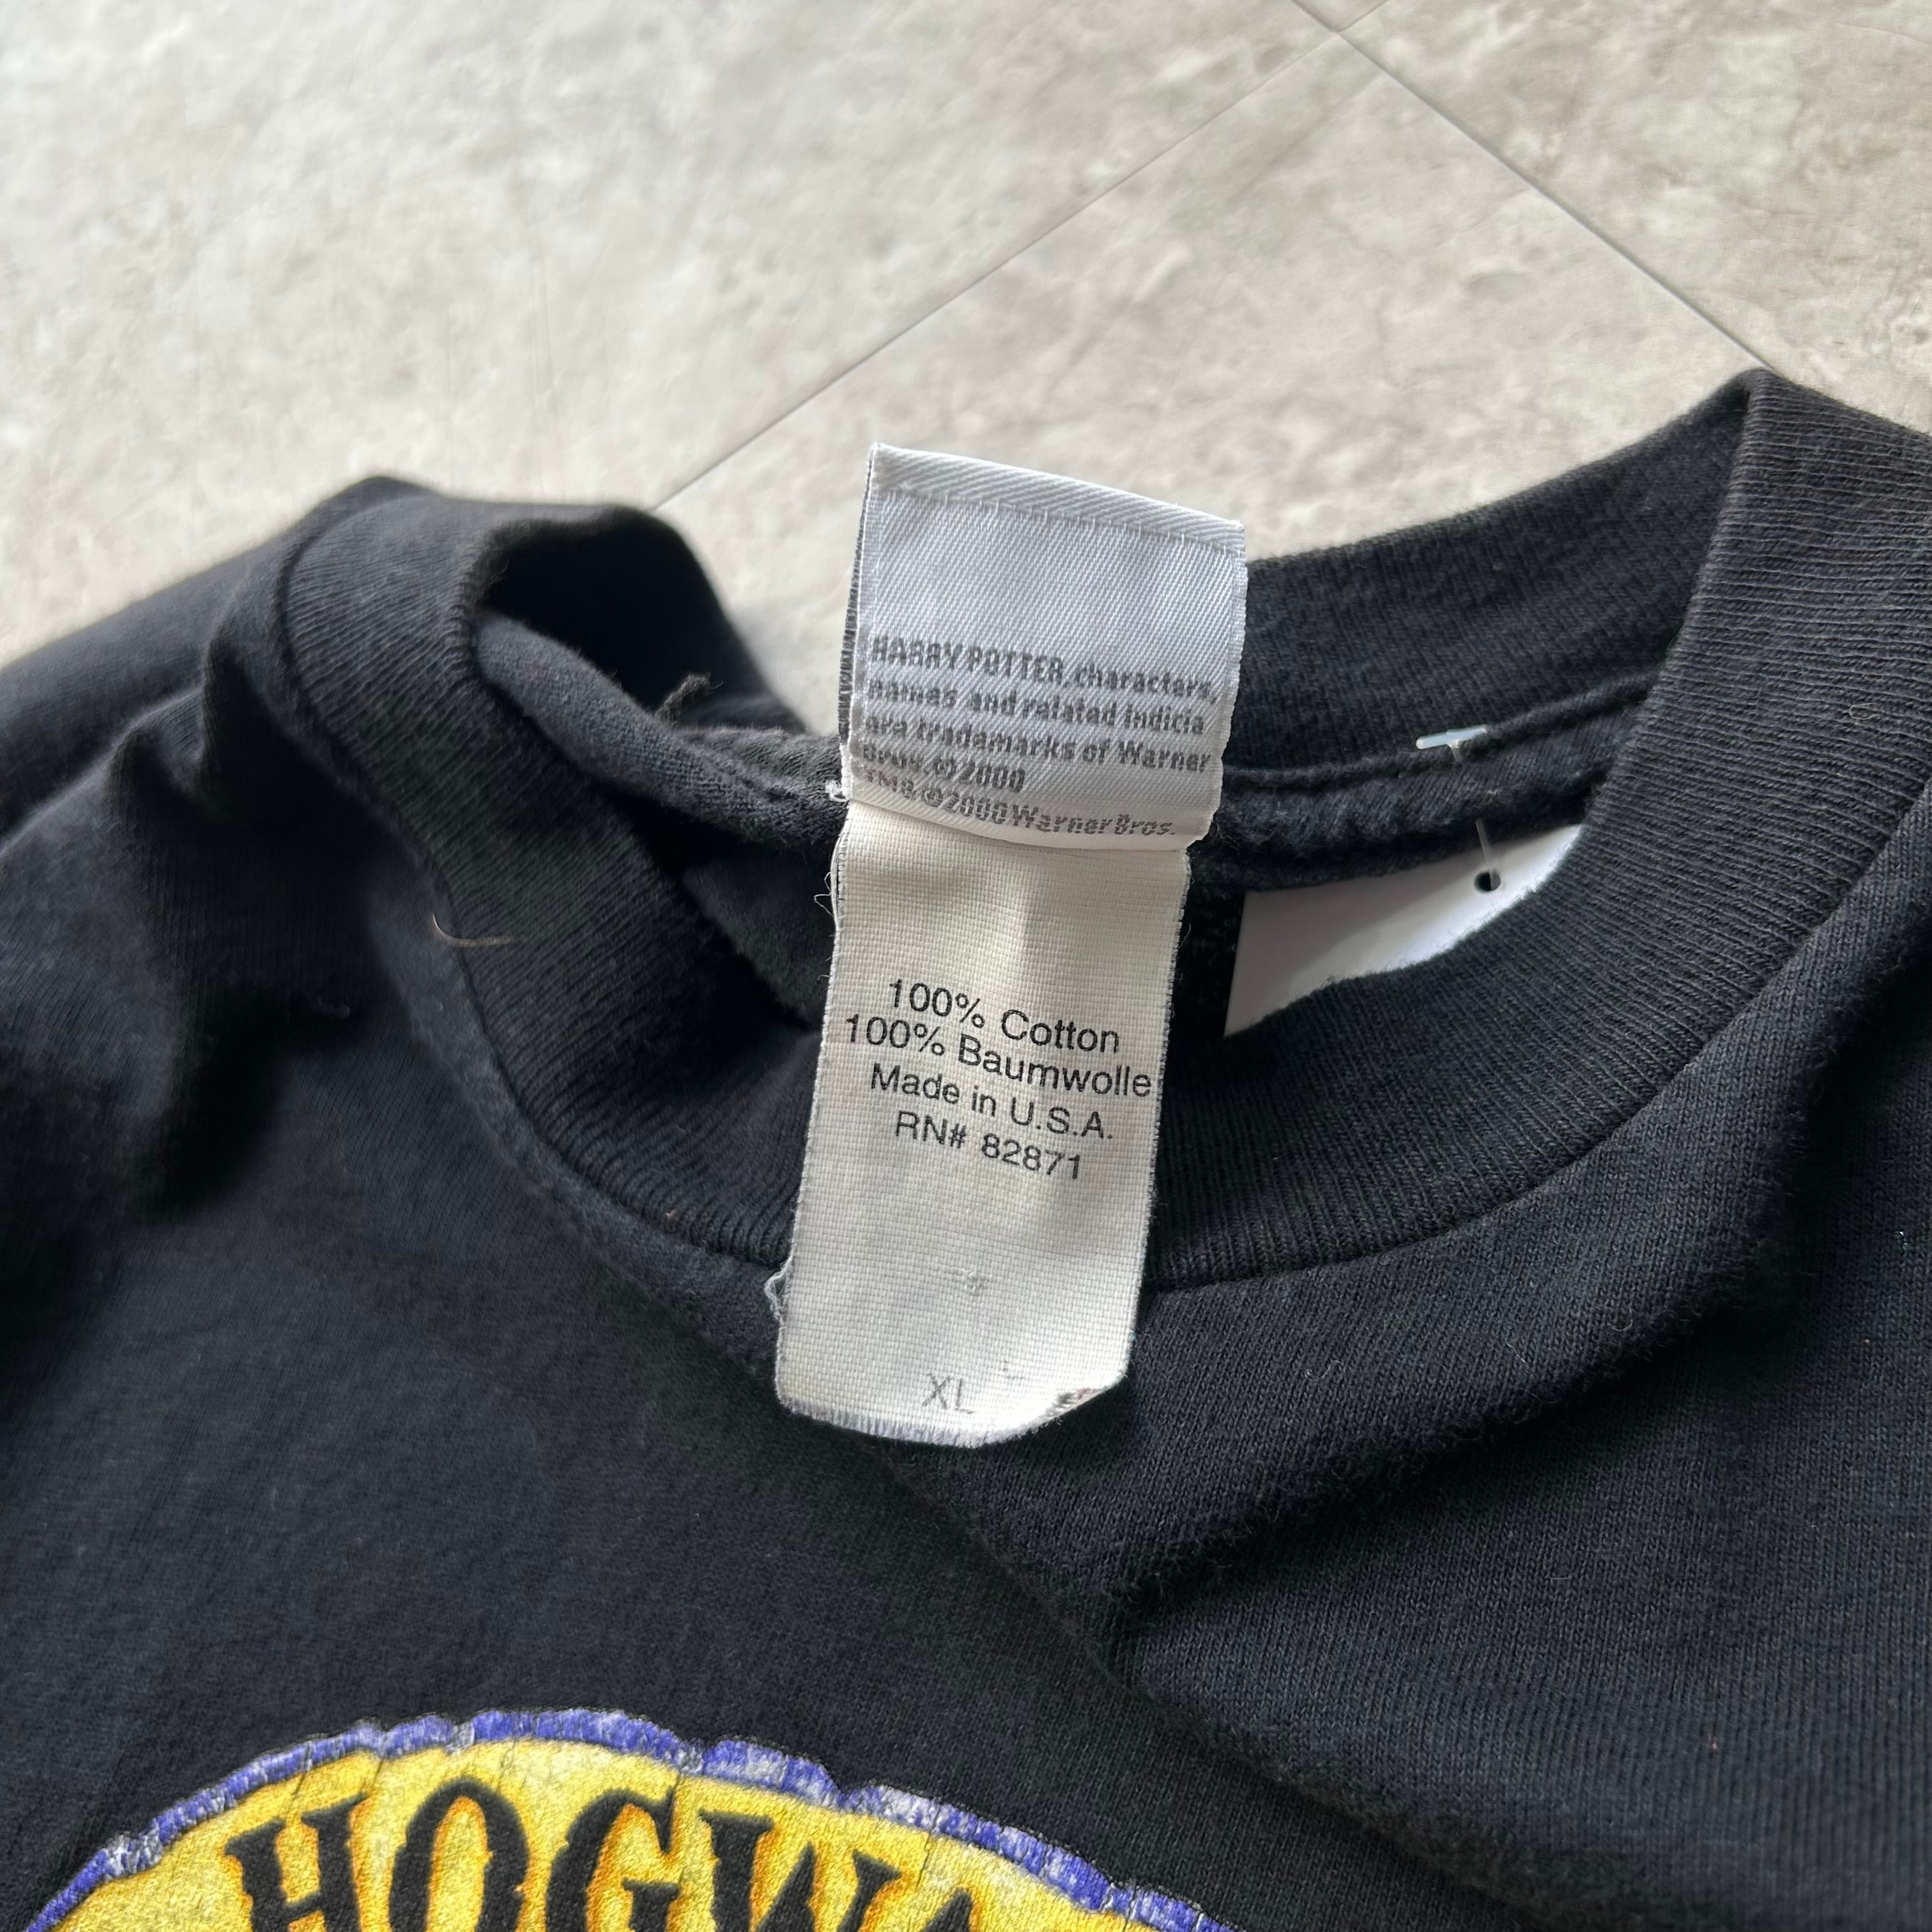 HARRY POTTER, characters,
names and related indicia
are trademarks of Warner
Bros. © 2000
TM & © 2000 Warner Bros.
100% Cotton
100% Baumwolle
Made in U.S.A.
RN# 82871
XL
HOGWA